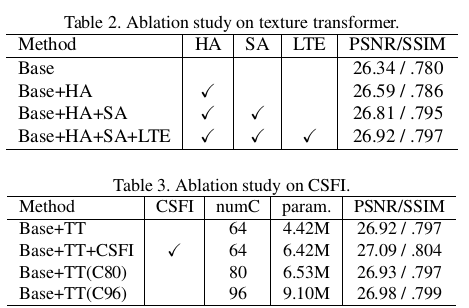 Table 2. Ablation study on texture transformer.
Method HA SA LTE PSNR/SSIM
Base 26.34 / .780
Base+HA ✓ 26.59 / .786
Base+HA+SA ✓ ✓ 26.81 / .795
Base+HA+SA+LTE ✓ ✓ ✓ 26.92 / .797
Table 3. Ablation study on CSFI.
Method CSFI numC param. PSNR/SSIM
Base+TT 64 4.42M 26.92 / .797
Base+TT+CSFI ✓ 64 6.42M 27.09 / .804
Base+TT(C80) 80 6.53M 26.93 / .797
Base+TT(C96) 96 9.10M 26.98 / .799